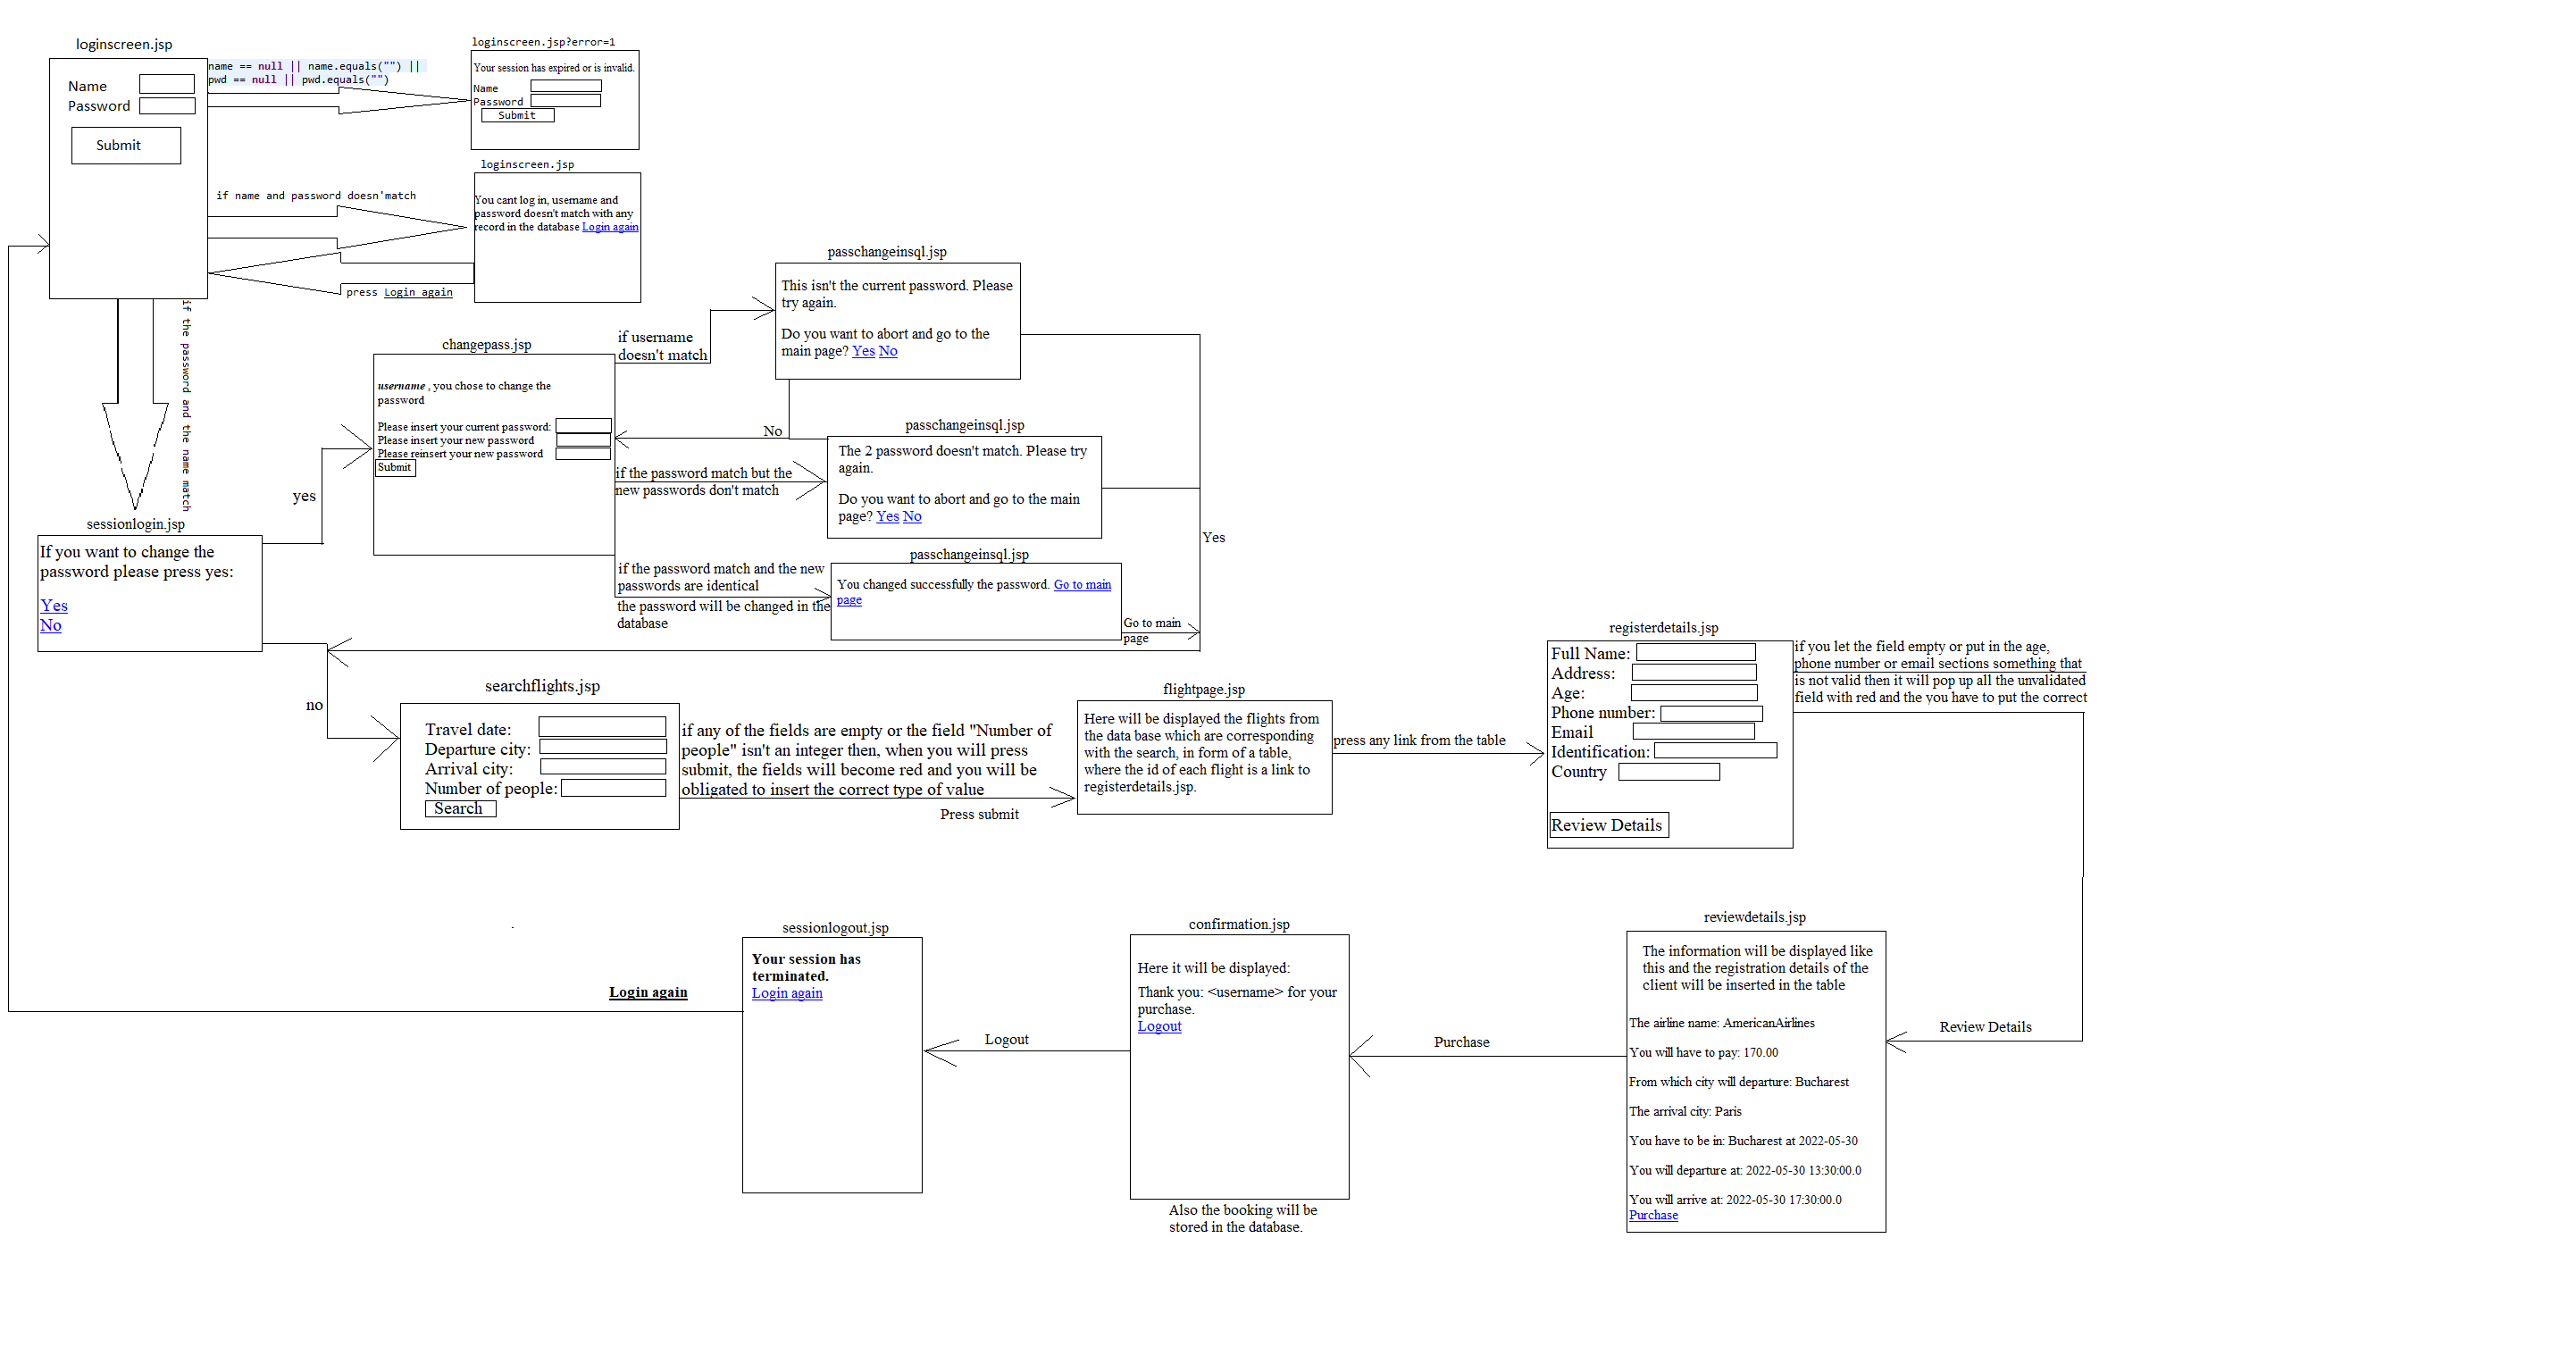 loginscreen.jsp
Name
Password
Submit
name == null || name.equals("") ||
pwd == null || pwd.equals("")
loginscreen.jsp?error=1
Your session has expired or is invalid.
Name
Password
Submit
if name and password doesn'match
loginscreen.jsp
You cant log in, username and
password doesn't match with any
record in the database Login again
press Login again
if the password and the name match
sessionlogin.jsp
If you want to change the
password please press yes:
Yes
No
yes
no
changepass.jsp
username , you chose to change the
password
Please insert your current password:
Please insert your new password
Please reinsert your new password
Submit
if username
doesn't match
passchangeinsql.jsp
This isn't the current password. Please
try again.
Do you want to abort and go to the
main page? Yes No
No
if the password match but the
new passwords don't match
passchangeinsql.jsp
The 2 password doesn't match. Please try
again.
Do you want to abort and go to the main
page? Yes No
Yes
if the password match and the new
passwords are identical
the password will be changed in the
database
passchangeinsql.jsp
You changed successfully the password. Go to main
page
Go to main
page
searchflights.jsp
Travel date:
Departure city:
Arrival city:
Number of people:
Search
if any of the fields are empty or the field "Number of
people" isn't an integer then, when you will press
submit, the fields will become red and you will be
obligated to insert the correct type of value
Press submit
flightpage.jsp
Here will be displayed the flights from
the data base which are corresponding
with the search, in form of a table,
where the id of each flight is a link to
registerdetails.jsp.
press any link from the table
registerdetails.jsp
Full Name:
Address:
Age:
Phone number:
Email
Identification:
Country
Review Details
if you let the field empty or put in the age,
phone number or email sections something that
is not valid then it will pop up all the unvalidated
field with red and the you have to put the correct
Review Details
reviewdetails.jsp
The information will be displayed like
this and the registration details of the
client will be inserted in the table
The airline name: AmericanAirlines
You will have to pay: 170.00
From which city will departure: Bucharest
The arrival city: Paris
You have to be in: Bucharest at 2022-05-30
You will departure at: 2022-05-30 13:30:00.0
You will arrive at: 2022-05-30 17:30:00.0
Purchase
Purchase
confirmation.jsp
Here it will be displayed:
Thank you: <username> for your
purchase.
Logout
Also the booking will be
stored in the database.
Logout
sessionlogout.jsp
Your session has
terminated.
Login again
Login again